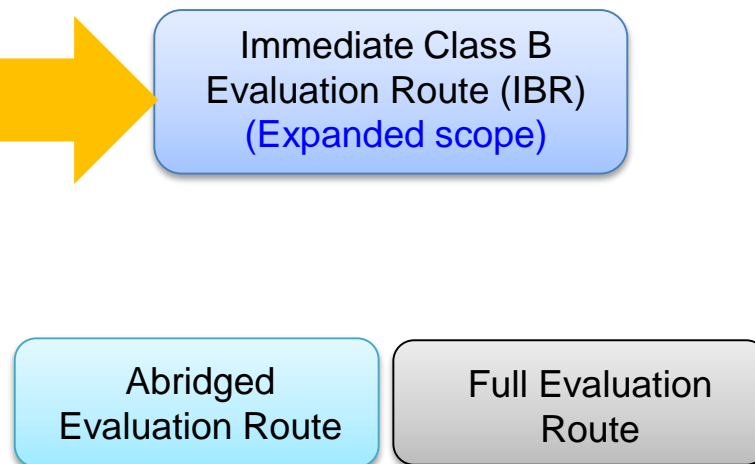 Immediate Class B
Evaluation Route (IBR)
(Expanded scope)
Abridged
Evaluation Route
Full Evaluation
Route